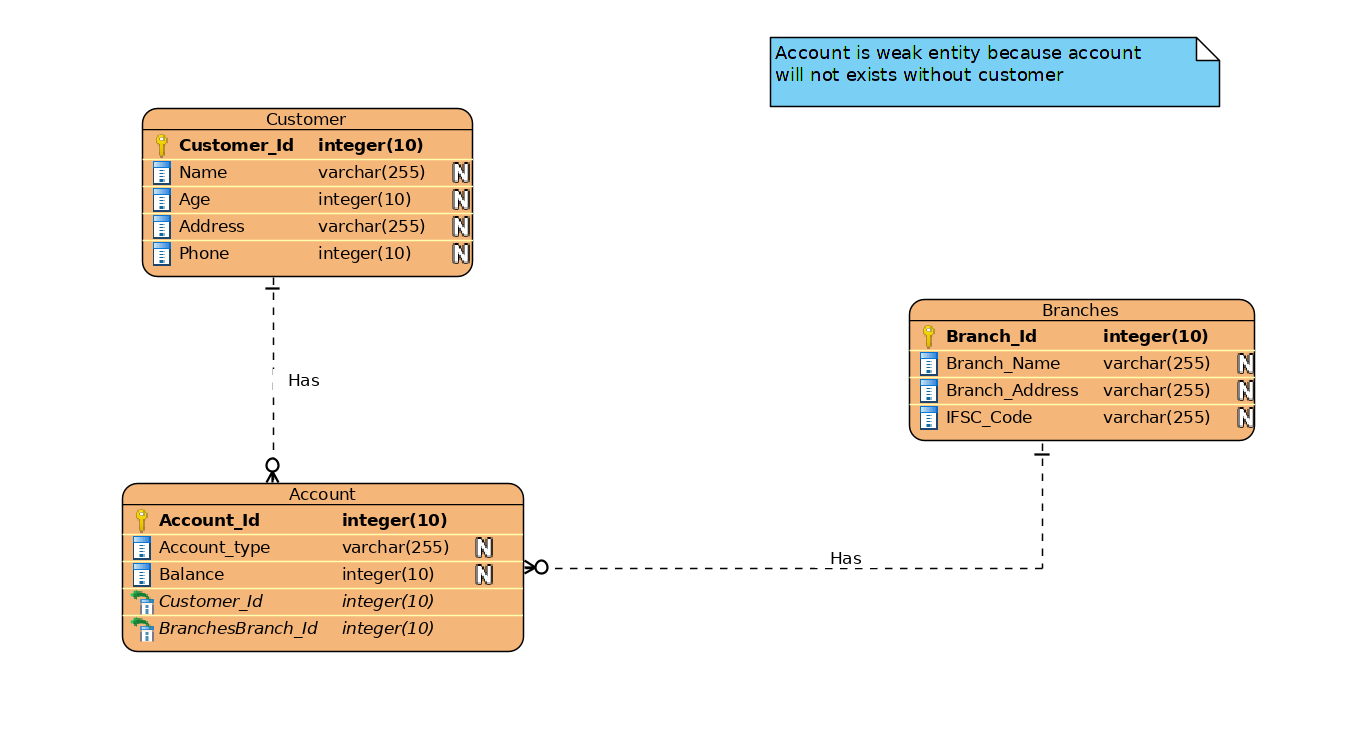 Account is weak entity because account
will not exists without customer
Customer
Customer_Id integer(10)
Name varchar(255) N
Age integer(10) N
Address varchar(255) N
Phone integer(10) N
Has
Branches
Branch_Id integer(10)
Branch_Name varchar(255) N
Branch_Address varchar(255) N
IFSC_Code varchar(255) N
Account
Account_Id integer(10)
Account_type varchar(255) N
Balance integer(10) N
Customer_Id integer(10)
BranchesBranch_Id integer(10)
Has